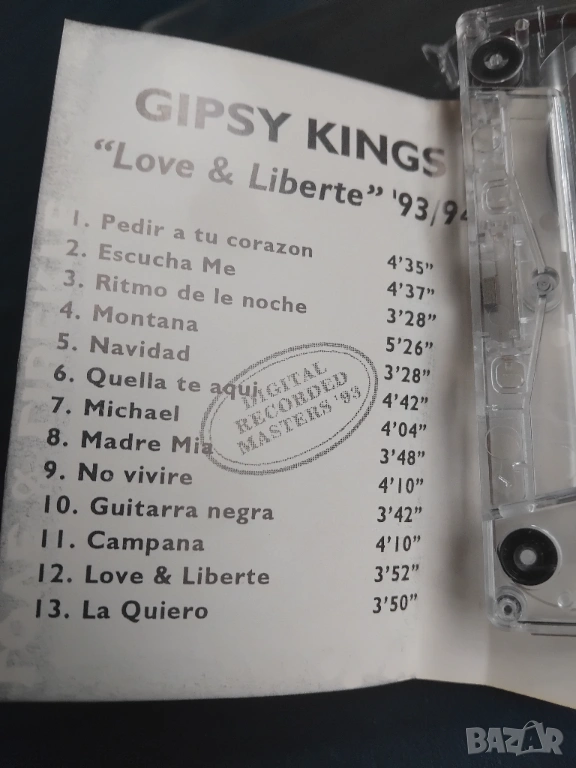 GIPSY KINGS
"Love & Liberte" '93/94
1. Pedir a tu corazon 4'35"
2. Escucha Me 4'37"
3. Ritmo de le noche 3'28"
4. Montana 5'26"
5. Navidad 3'28"
6. Quella te aqui 4'42"
7. Michael 4'04"
8. Madre Mia 3'48"
9. No vivire 4'10"
10. Guitarra negra 3'42"
11. Campana 4'10"
12. Love & Liberte 3'52"
13. La Quiero 3'50"
DIGITAL
RECORDED
MASTERS '93
BAZAR